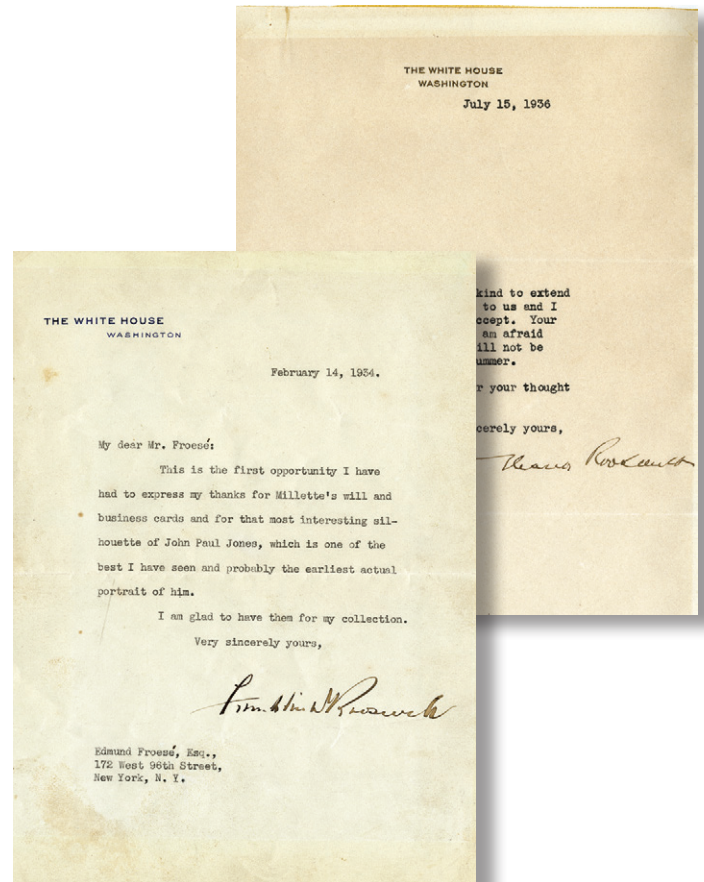 THE WHITE HOUSE
WASHINGTON
July 15, 1936
kind to extend
to us and I
ccept. Your
am afraid
ill not be
ummer.
r your thought
cerely yours,
Eleanor Roosevelt
THE WHITE HOUSE
WASHINGTON
February 14, 1934.
My dear Mr. Froesé:
This is the first opportunity I have
had to express my thanks for Millette's will and
business cards and for that most interesting sil-
houette of John Paul Jones, which is one of the
best I have seen and probably the earliest actual
portrait of him.
I am glad to have them for my collection.
Very sincerely yours,
Franklin D Roosevelt
Edmund Froesé, Esq.,
172 West 96th Street,
New York, N. Y.